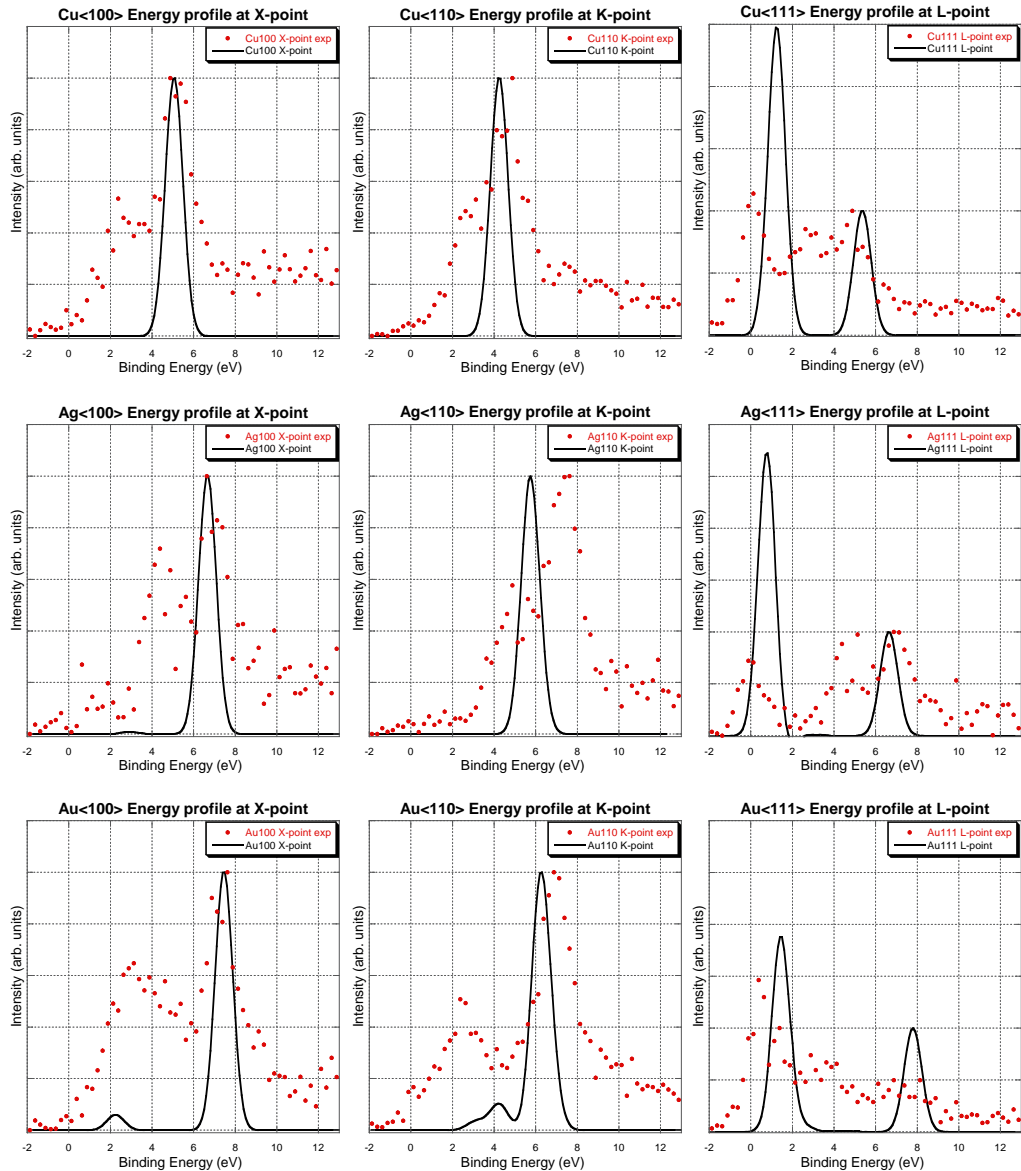 Cu<100> Energy profile at X-point
Cu100 X-point exp
Cu100 X-point
Intensity (arb. units)
-2 0 2 4 6 8 10 12
Binding Energy (eV)
Cu<110> Energy profile at K-point
Cu110 K-point exp
Cu110 K-point
Intensity (arb. units)
-2 0 2 4 6 8 10 12
Binding Energy (eV)
Cu<111> Energy profile at L-point
Cu111 L-point exp
Cu111 L-point
Intensity (arb. units)
-2 0 2 4 6 8 10 12
Binding Energy (eV)
Ag<100> Energy profile at X-point
Ag100 X-point exp
Ag100 X-point
Intensity (arb. units)
-2 0 2 4 6 8 10 12
Binding Energy (eV)
Ag<110> Energy profile at K-point
Ag110 K-point exp
Ag110 K-point
Intensity (arb. units)
-2 0 2 4 6 8 10 12
Binding Energy (eV)
Ag<111> Energy profile at L-point
Ag111 L-point exp
Ag111 L-point
Intensity (arb. units)
-2 0 2 4 6 8 10 12
Binding Energy (eV)
Au<100> Energy profile at X-point
Au100 X-point exp
Au100 X-point
Intensity (arb. units)
-2 0 2 4 6 8 10 12
Binding Energy (eV)
Au<110> Energy profile at K-point
Au110 K-point exp
Au110 K-point
Intensity (arb. units)
-2 0 2 4 6 8 10 12
Binding Energy (eV)
Au<111> Energy profile at L-point
Au111 L-point exp
Au111 L-point
Intensity (arb. units)
-2 0 2 4 6 8 10 12
Binding Energy (eV)